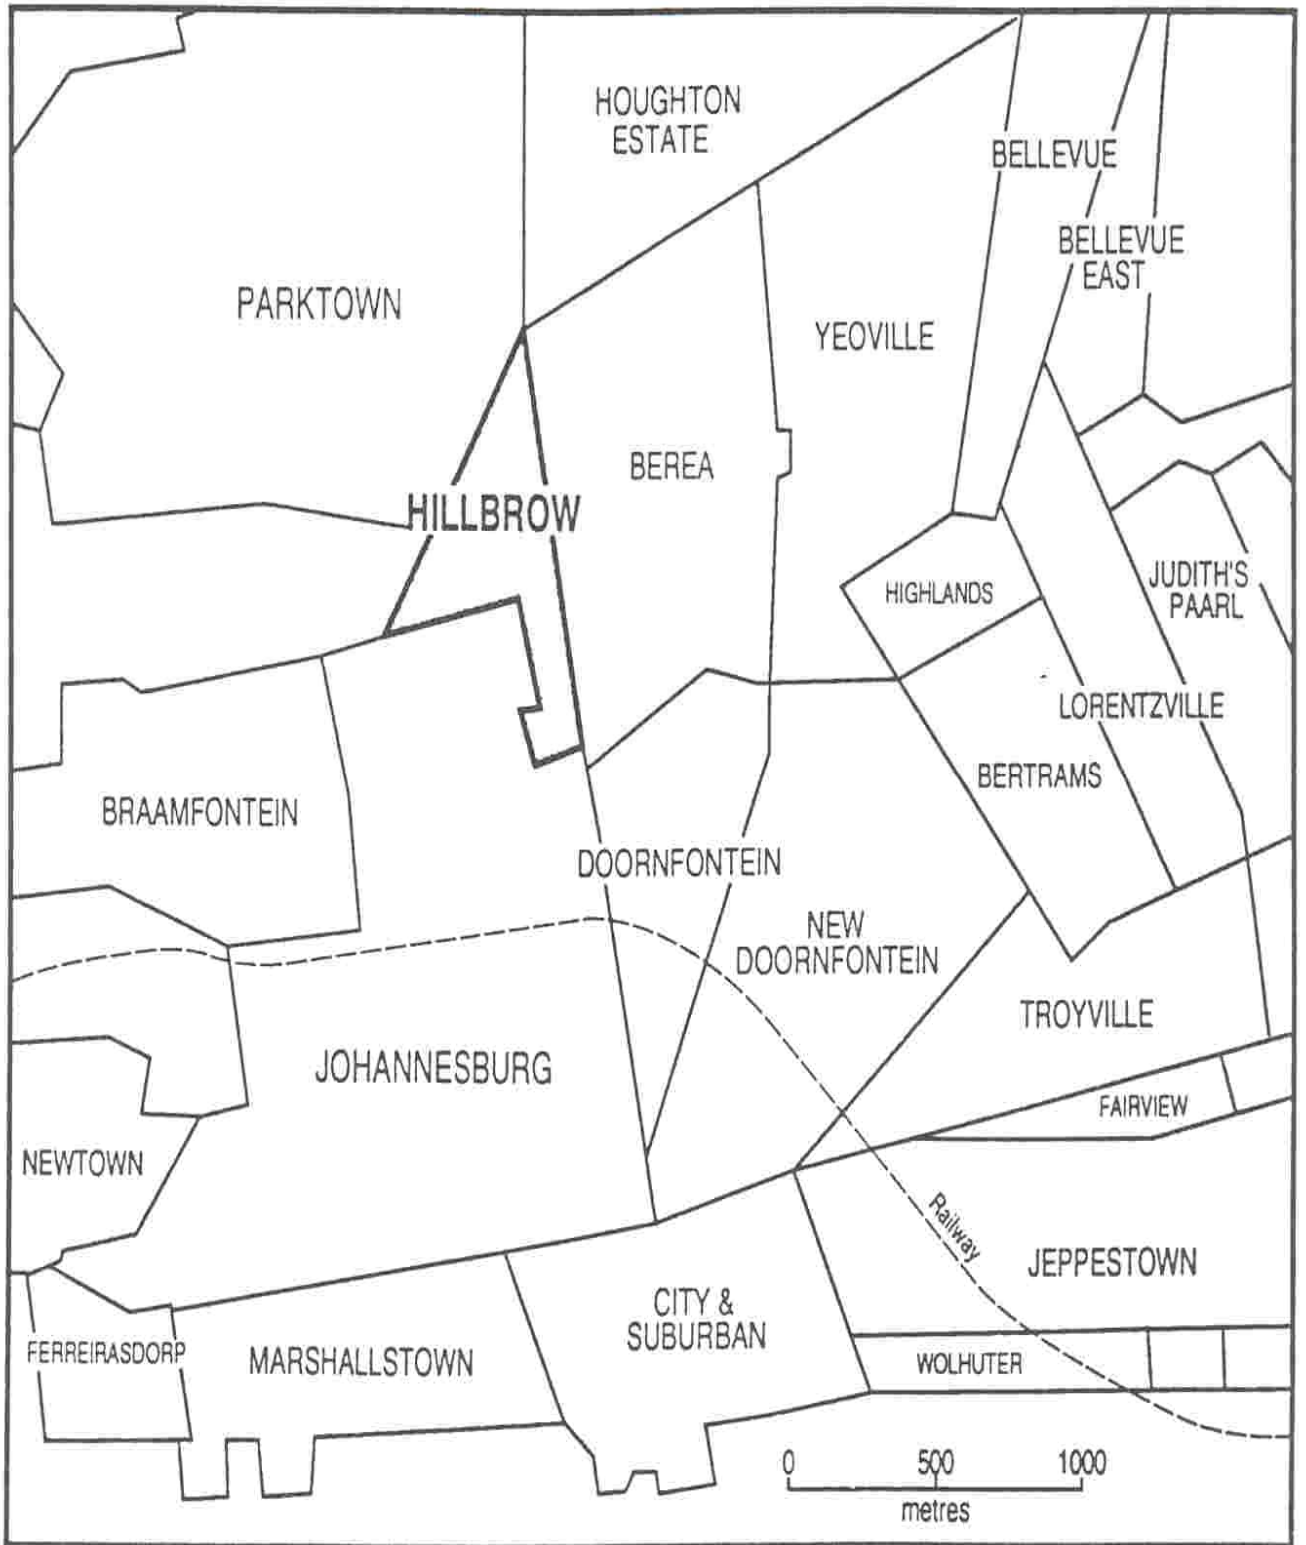 HOUGHTON
ESTATE
BELLEVUE
BELLEVUE
EAST
PARKTOWN
YEOVILLE
BEREA
HILLBROW
HIGHLANDS
JUDITH'S
PAARL
LORENTZVILLE
BERTRAMS
BRAAMFONTEIN
DOORNFONTEIN
NEW
DOORNFONTEIN
TROYVILLE
JOHANNESBURG
FAIRVIEW
NEWTOWN
Railway
JEPPESTOWN
CITY &
SUBURBAN
FERREIRASDORP
MARSHALLSTOWN
WOLHUTER
0 500 1000
metres